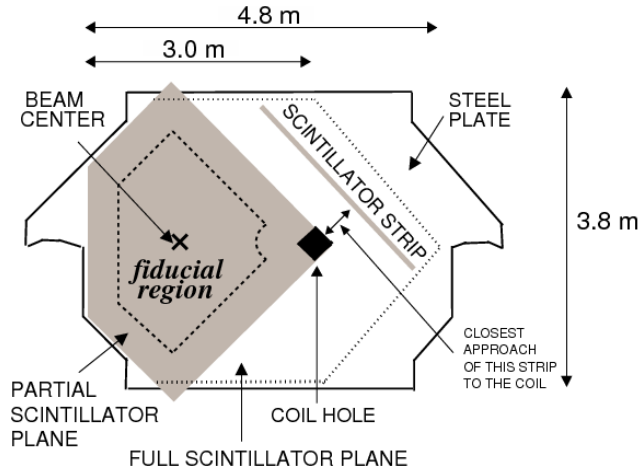 4.8 m
3.0 m
BEAM
CENTER
STEEL
PLATE
SCINTILLATOR STRIP
3.8 m
fiducial
region
CLOSEST
APPROACH
OF THIS STRIP
TO THE COIL
PARTIAL
SCINTILLATOR
PLANE
COIL HOLE
FULL SCINTILLATOR PLANE